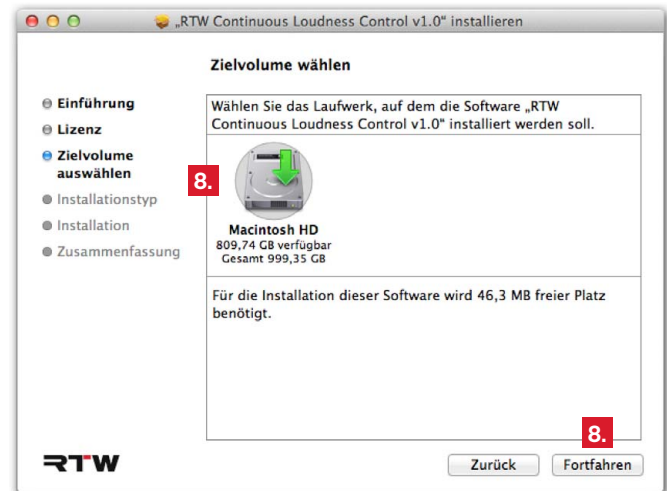 „RTW Continuous Loudness Control v1.0“ installieren
Zielvolume wählen
Einführung
Lizenz
Zielvolume
auswählen
Installationstyp
Installation
Zusammenfassung
Wählen Sie das Laufwerk, auf dem die Software „RTW
Continuous Loudness Control v1.0“ installiert werden soll.
8.
Macintosh HD
809,74 GB verfügbar
Gesamt 999,35 GB
Für die Installation dieser Software wird 46,3 MB freier Platz
benötigt.
8.
RTW
Zurück
Fortfahren